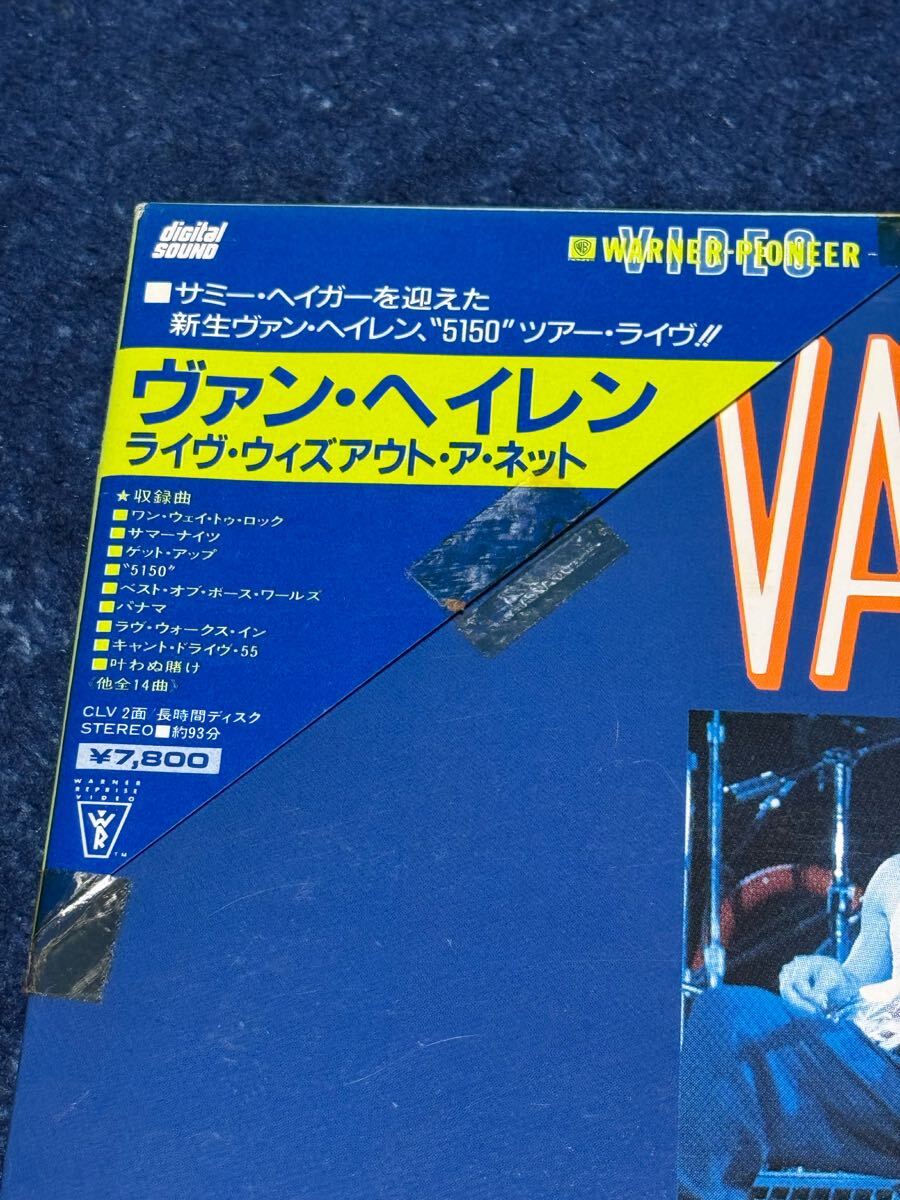 digital
SOUND
VIDEO
WARNER-PIONEER
■サミー・ヘイガーを迎えた
新生ヴァン・ヘイレン、“5150”ツアー・ライヴ!!
ヴァン・ヘイレン
ライヴ・ウィズアウト・ア・ネット
★収録曲
■ワン・ウェイ・トゥ・ロック
■サマーナイツ
■ゲット・アップ
■“5150”
■ベスト・オブ・ボース・ワールズ
■パナマ
■ラヴ・ウォークス・イン
■キャント・ドライヴ・55
■叶わぬ賭け
〈他全14曲〉
CLV 2面/長時間ディスク
STEREO■約93分
¥7,800
WARNER
REPRISE
VIDEO
WR
TM
VA